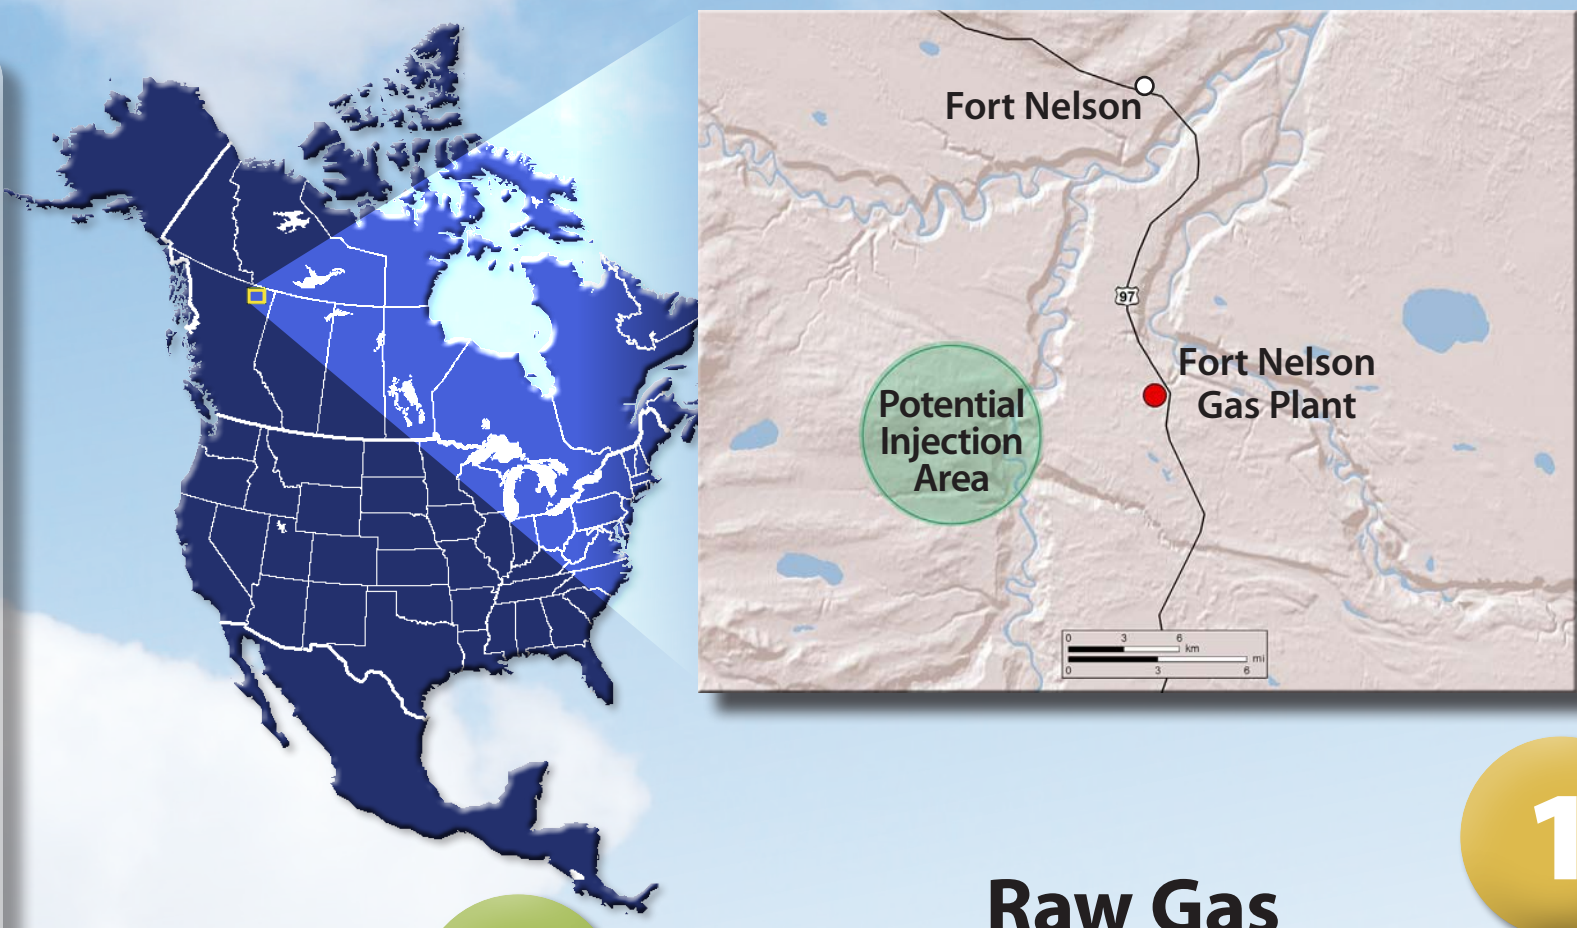 Fort Nelson
97
Fort Nelson
Gas Plant
Potential
Injection
Area
0 3 6
km
mi
0 3 6
1
Raw Gas